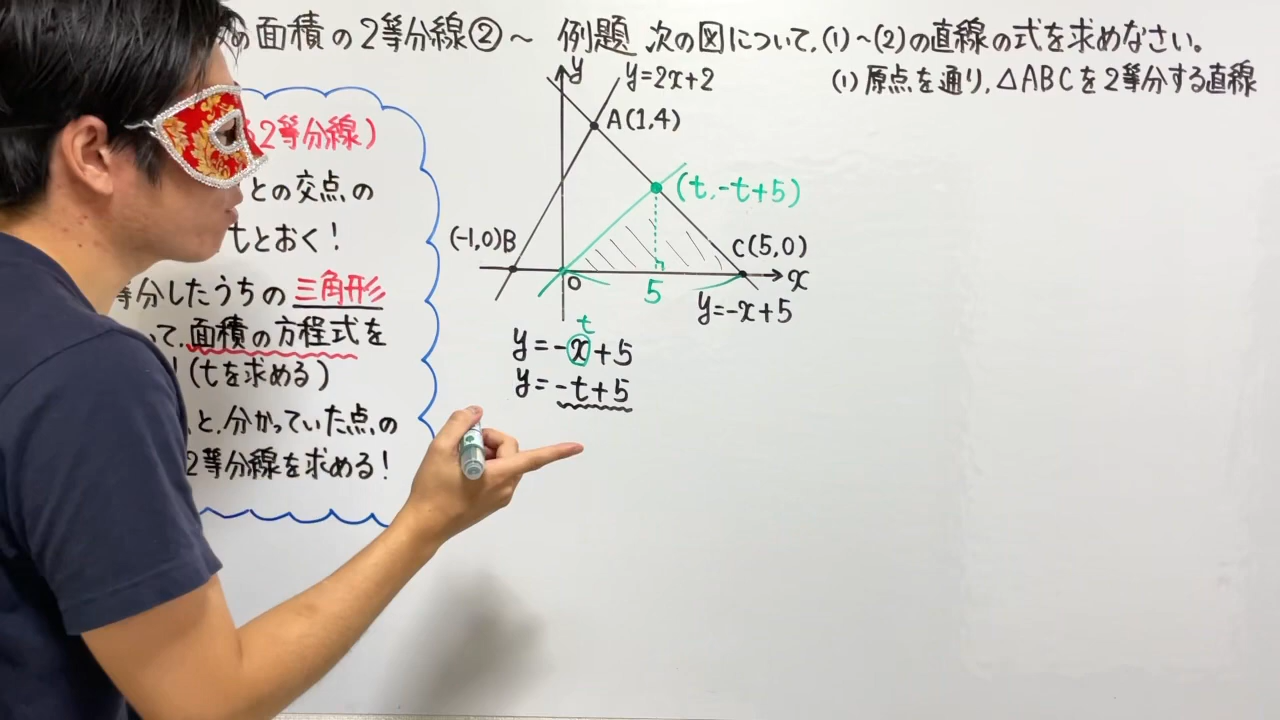 の面積の2等分線②～ 例題 次の図について、(1)～(2)の直線の式を求めなさい。
(1) 原点を通り、△ABCを2等分する直線
2等分線)
との交点の
tとおく!
等分したうちの三角形
て、面積の方程式を
! (tを求める)
と、分かっていた点の
2等分線を求める!
y
y=2x+2
A(1,4)
(t,-t+5)
(-1,0)B
C(5,0)
O
x
5
y=-x+5
t
y=-x+5
y=-t+5